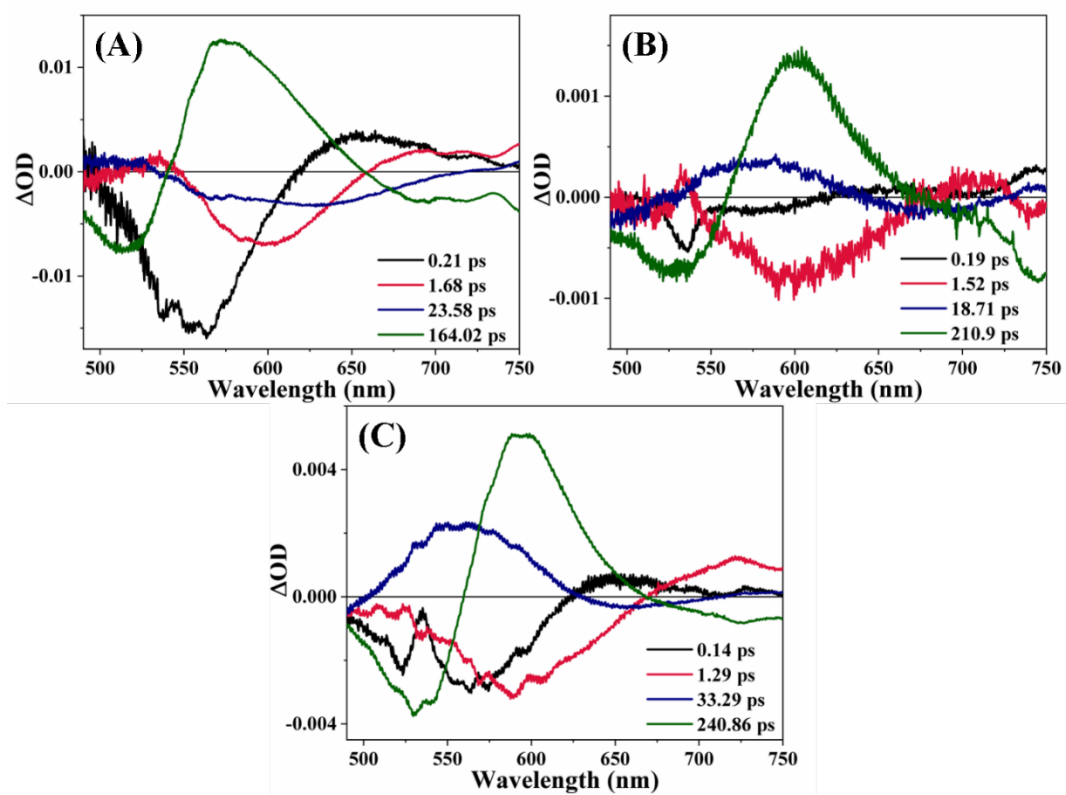 (A)
0.01
0.00
-0.01
ΔOD
0.21 ps
1.68 ps
23.58 ps
164.02 ps
500 550 600 650 700 750
Wavelength (nm)
(B)
0.001
0.000
-0.001
ΔOD
0.19 ps
1.52 ps
18.71 ps
210.9 ps
500 550 600 650 700 750
Wavelength (nm)
(C)
0.004
0.000
-0.004
ΔOD
0.14 ps
1.29 ps
33.29 ps
240.86 ps
500 550 600 650 700 750
Wavelength (nm)